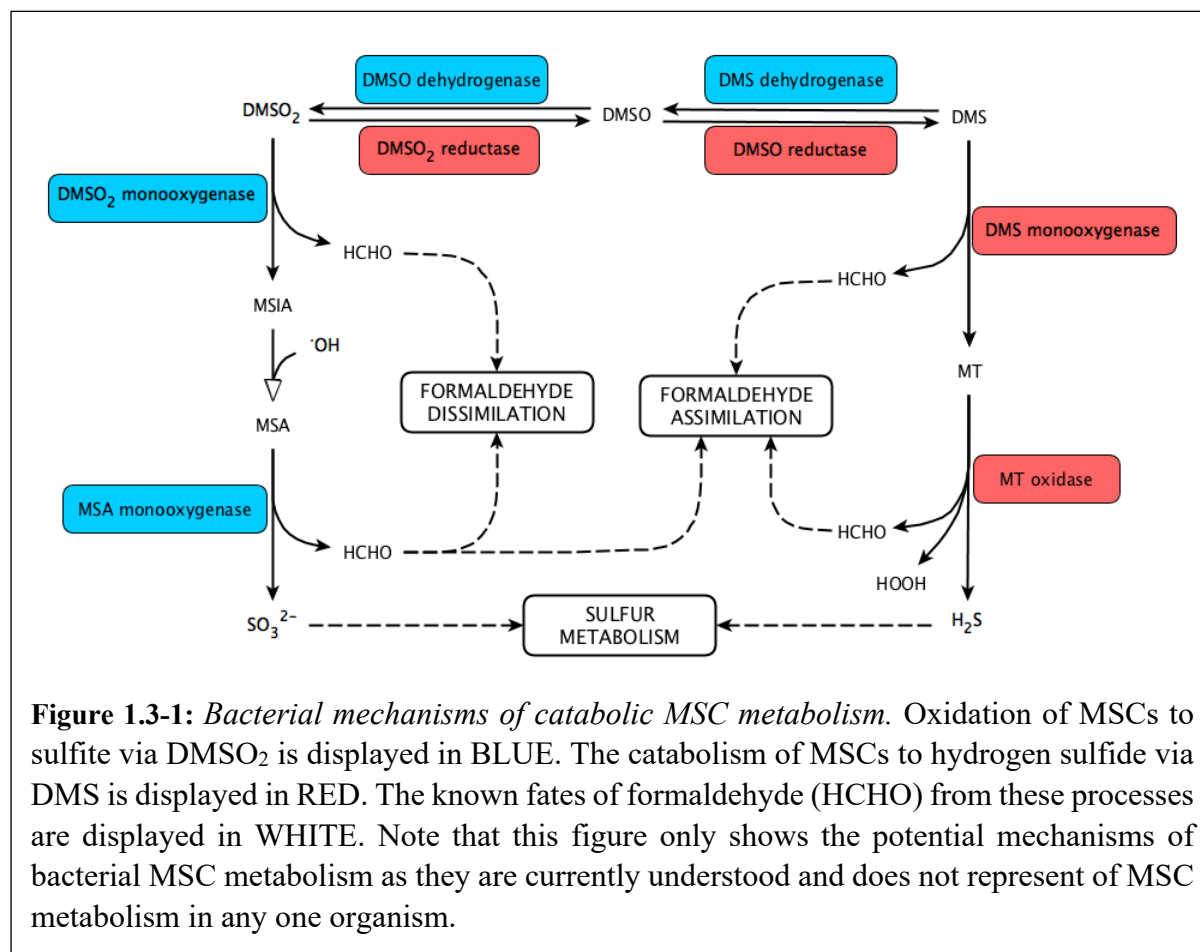 DMSO dehydrogenase
DMS dehydrogenase
DMSO₂
DMSO
DMS
DMSO₂ reductase
DMSO reductase
DMSO₂ monooxygenase
DMS monooxygenase
HCHO
HCHO
MSIA
·OH
MT
FORMALDEHYDE
DISSIMILATION
FORMALDEHYDE
ASSIMILATION
MSA
MT oxidase
MSA monooxygenase
HCHO
HCHO
HOOH
SO₃²⁻
SULFUR
METABOLISM
H₂S
Figure 1.3-1: Bacterial mechanisms of catabolic MSC metabolism. Oxidation of MSCs to
sulfite via DMSO₂ is displayed in BLUE. The catabolism of MSCs to hydrogen sulfide via
DMS is displayed in RED. The known fates of formaldehyde (HCHO) from these processes
are displayed in WHITE. Note that this figure only shows the potential mechanisms of
bacterial MSC metabolism as they are currently understood and does not represent of MSC
metabolism in any one organism.